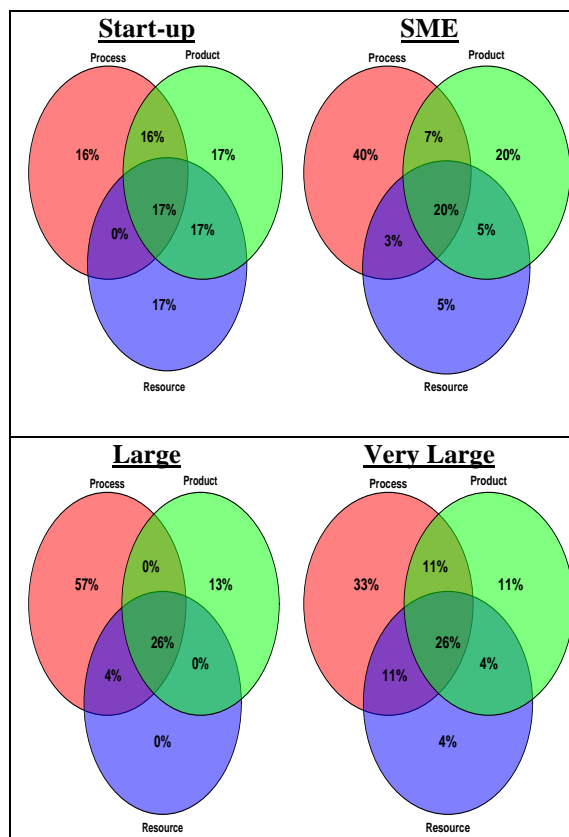 Start-up
SME
Process
Product
Process
Product
16%
16%
17%
40%
7%
20%
17%
0%
17%
20%
3%
5%
17%
5%
Resource
Resource
Large
Very Large
Process
Product
Process
Product
57%
0%
13%
33%
11%
11%
26%
4%
0%
26%
11%
4%
0%
4%
Resource
Resource